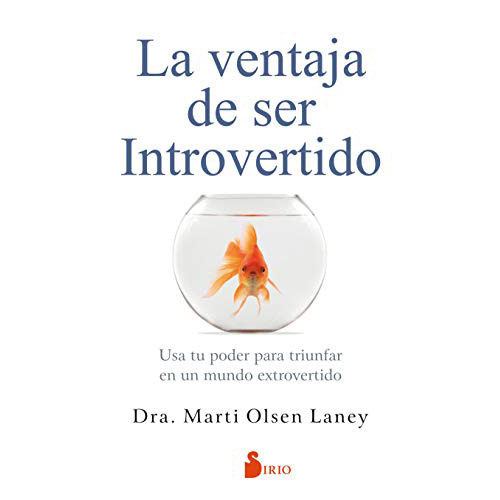 La ventaja
de ser
Introvertido
Usa tu poder para triunfar
en un mundo extrovertido
Dra. Marti Olsen Laney
SIRIO